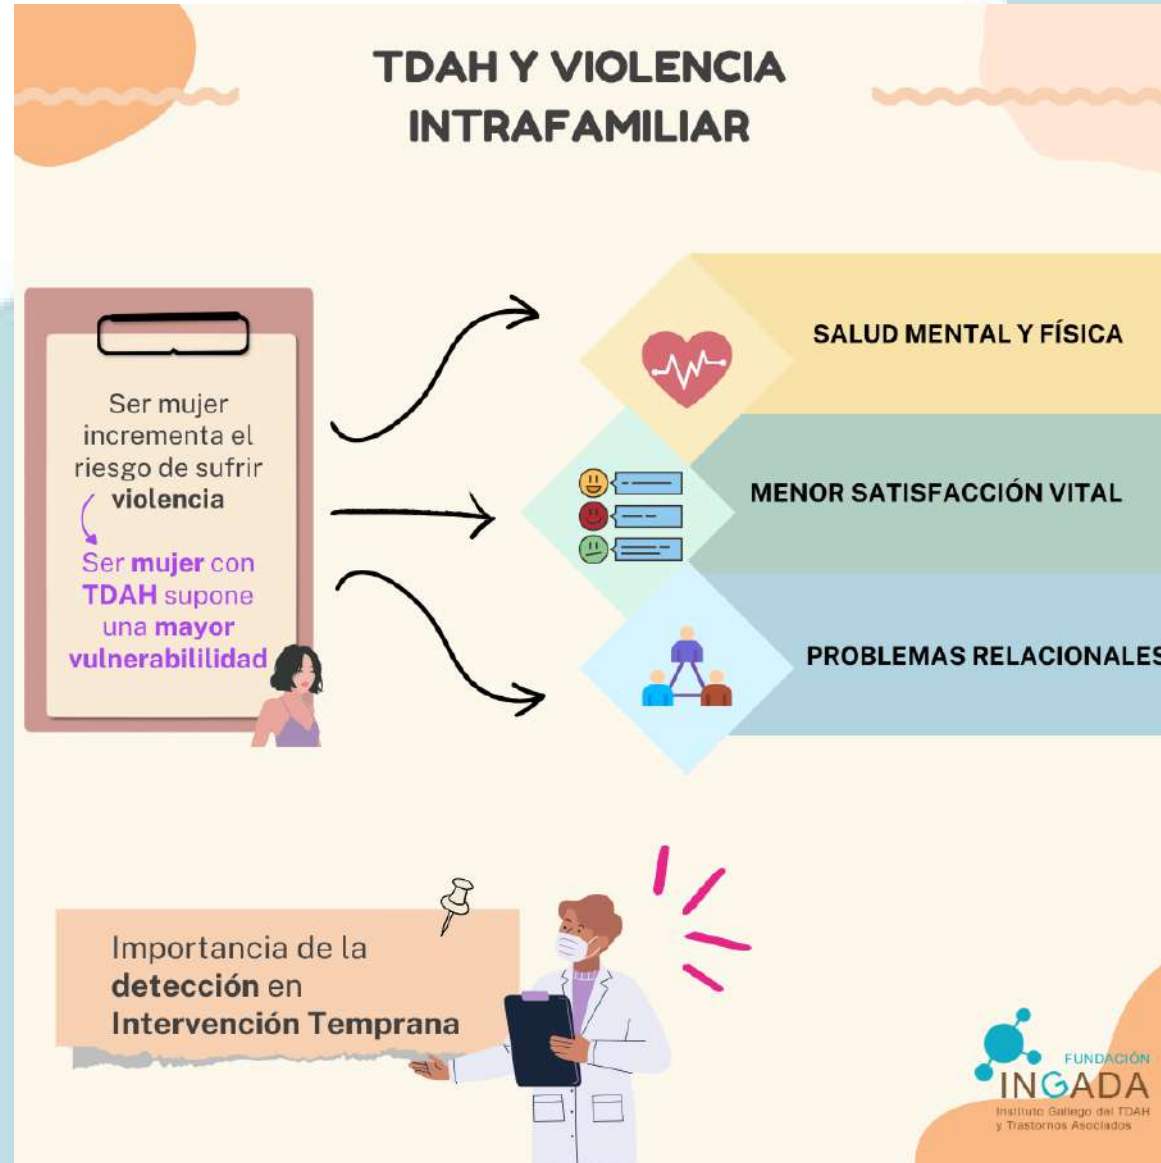 TDAH Y VIOLENCIA
INTRAFAMILIAR
Ser mujer
incrementa el
riesgo de sufrir
violencia
Ser mujer con
TDAH supone
una mayor
vulnerabililidad
SALUD MENTAL Y FÍSICA
MENOR SATISFACCIÓN VITAL
PROBLEMAS RELACIONALES
Importancia de la
detección en
Intervención Temprana
FUNDACIÓN
INGADA
Instituto Gallego del TDAH
y Trastornos Asociados